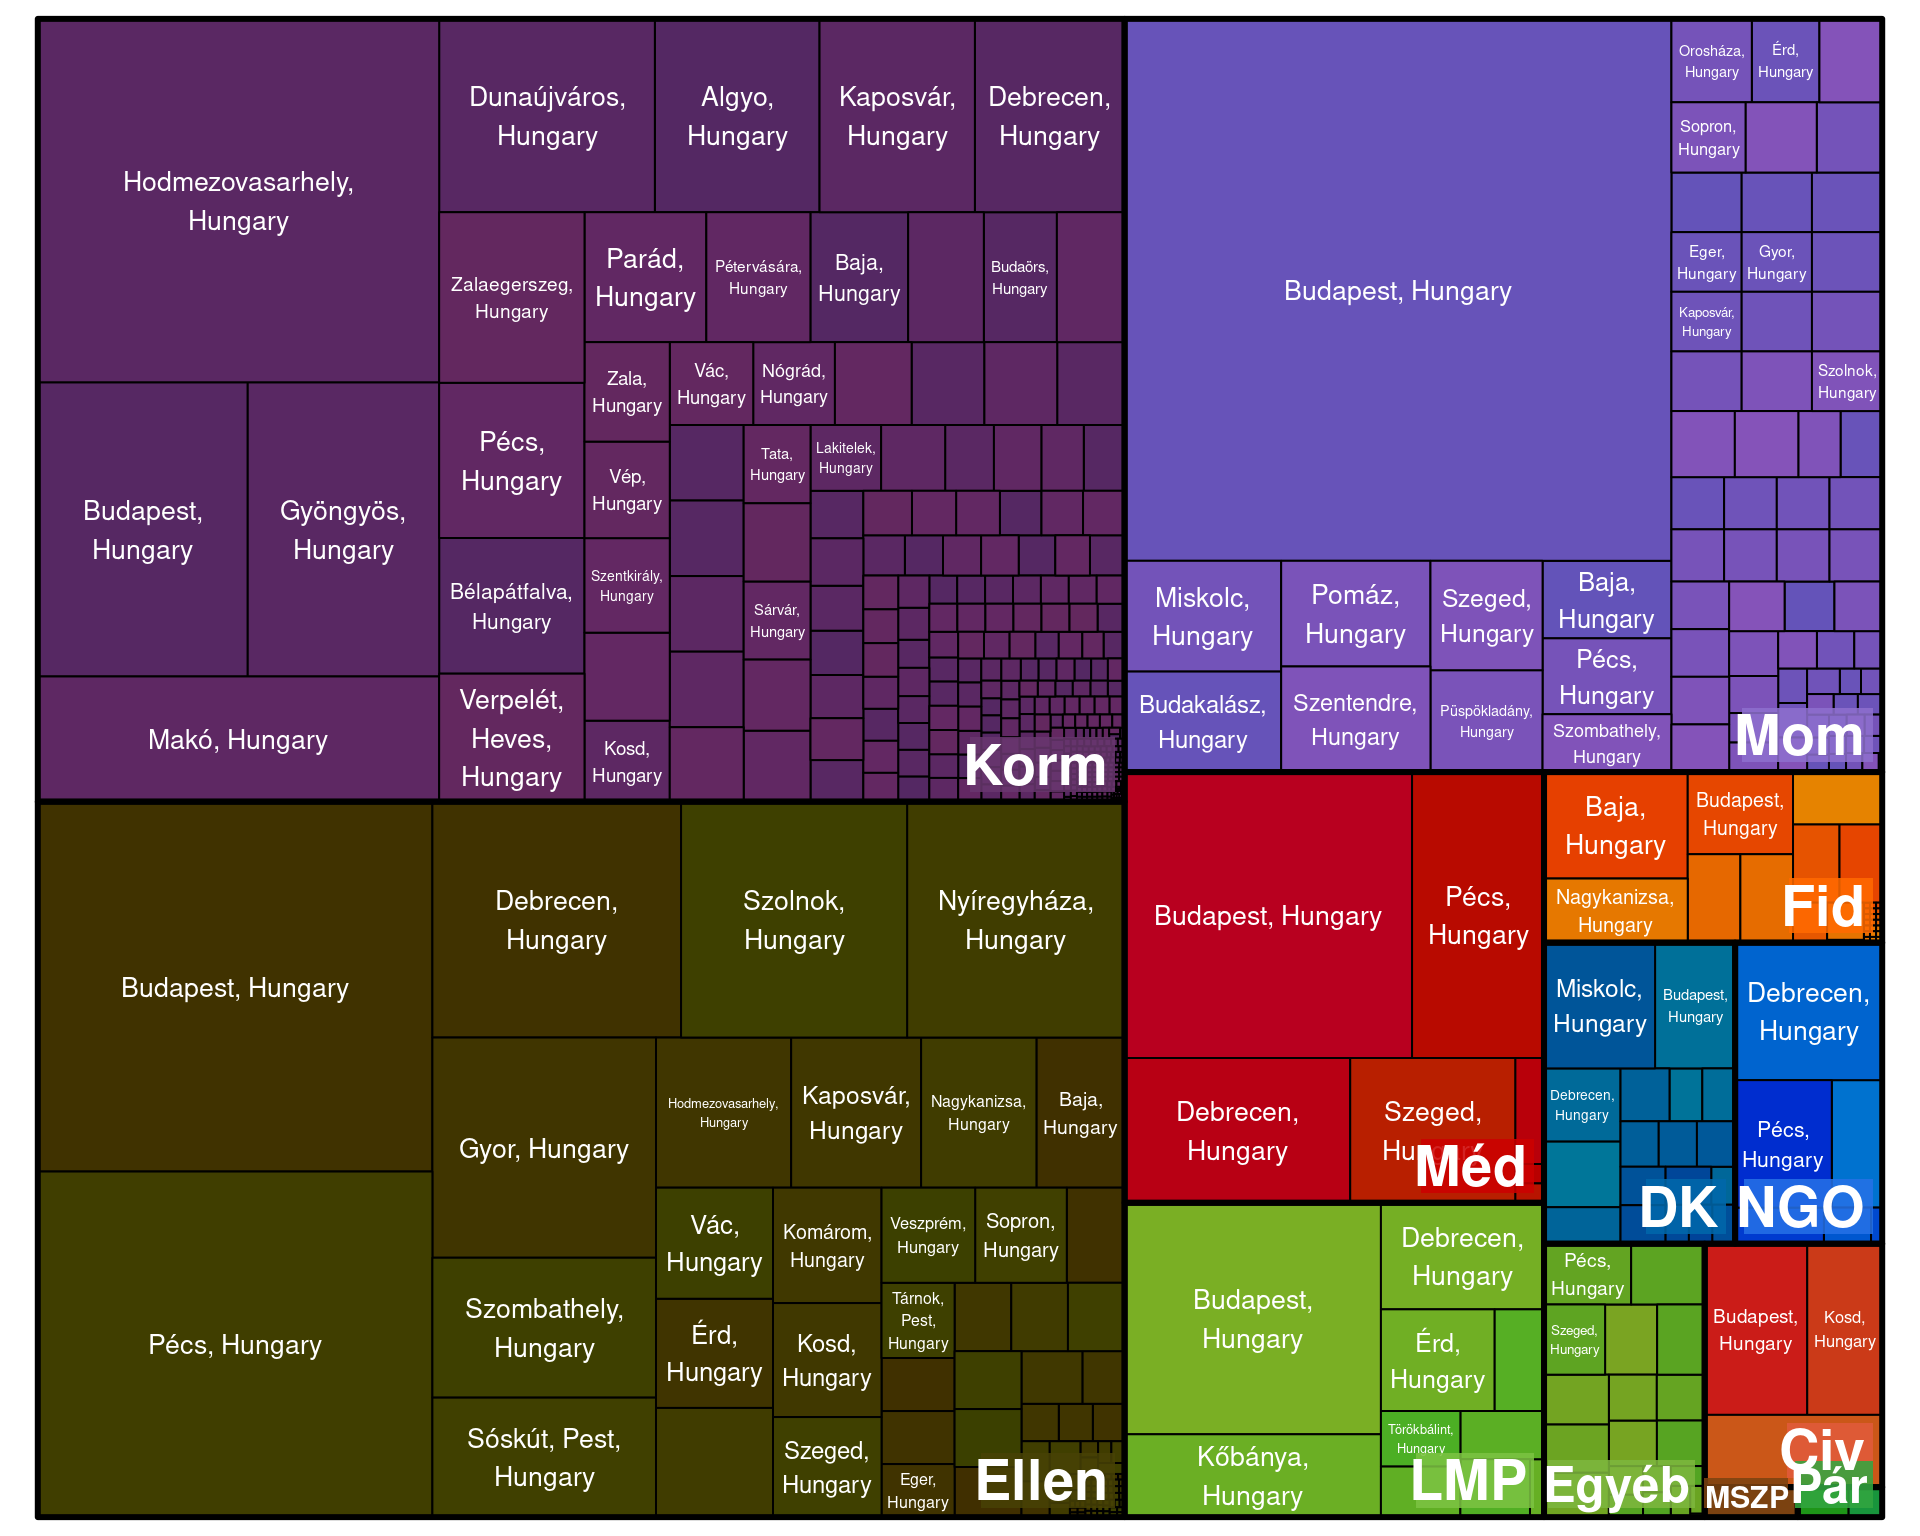 Hodmezovasarhely,
Hungary
Dunaújváros,
Hungary
Algyo,
Hungary
Kaposvár,
Hungary
Debrecen,
Hungary
Zalaegerszeg,
Hungary
Parád,
Hungary
Pétervására,
Hungary
Baja,
Hungary
Budaörs,
Hungary
Zala,
Hungary
Vác,
Hungary
Nógrád,
Hungary
Budapest,
Hungary
Gyöngyös,
Hungary
Pécs,
Hungary
Vép,
Hungary
Tata,
Hungary
Lakitelek,
Hungary
Bélapátfalva,
Hungary
Szentkirály,
Hungary
Sárvár,
Hungary
Makó, Hungary
Verpelét,
Heves,
Hungary
Kosd,
Hungary
Korm
Budapest, Hungary
Orosháza,
Hungary
Érd,
Hungary
Sopron,
Hungary
Eger,
Hungary
Gyor,
Hungary
Kaposvár,
Hungary
Szolnok,
Hungary
Miskolc,
Hungary
Pomáz,
Hungary
Szeged,
Hungary
Baja,
Hungary
Pécs,
Hungary
Budakalász,
Hungary
Szentendre,
Hungary
Püspökladány,
Hungary
Szombathely,
Hungary
Mom
Budapest, Hungary
Debrecen,
Hungary
Szolnok,
Hungary
Nyíregyháza,
Hungary
Gyor, Hungary
Hodmezovasarhely,
Hungary
Kaposvár,
Hungary
Nagykanizsa,
Hungary
Baja,
Hungary
Pécs, Hungary
Szombathely,
Hungary
Vác,
Hungary
Komárom,
Hungary
Veszprém,
Hungary
Sopron,
Hungary
Érd,
Hungary
Kosd,
Hungary
Tárnok,
Pest,
Hungary
Sóskút, Pest,
Hungary
Szeged,
Hungary
Eger,
Hungary
Ellen
Budapest, Hungary
Pécs,
Hungary
Debrecen,
Hungary
Szeged,
Hungary
Méd
Baja,
Hungary
Budapest,
Hungary
Nagykanizsa,
Hungary
Fid
Miskolc,
Hungary
Budapest,
Hungary
Debrecen,
Hungary
DK
Debrecen,
Hungary
Pécs,
Hungary
NGO
Budapest,
Hungary
Debrecen,
Hungary
Érd,
Hungary
Kőbánya,
Hungary
Törökbálint,
Hungary
LMP
Pécs,
Hungary
Szeged,
Hungary
Egyéb
Budapest,
Hungary
Kosd,
Hungary
Civ
MSZP
Pár